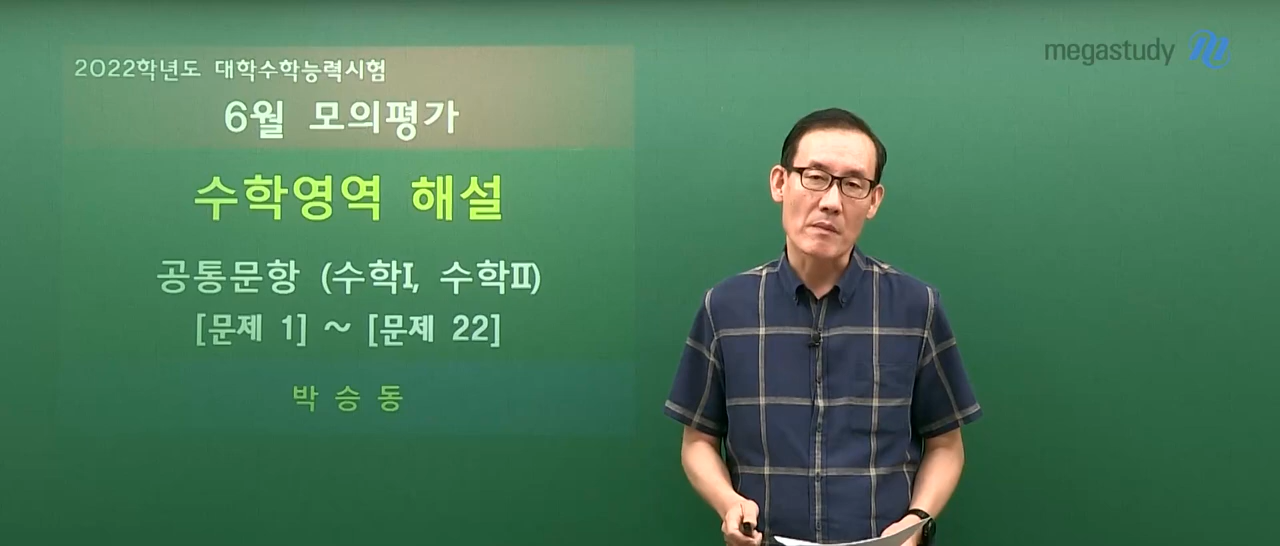 2022학년도 대학수학능력시험
6월 모의평가
수학영역 해설
공통문항 (수학I, 수학II)
[문제 1] ~ [문제 22]
박 승 동
megastudy